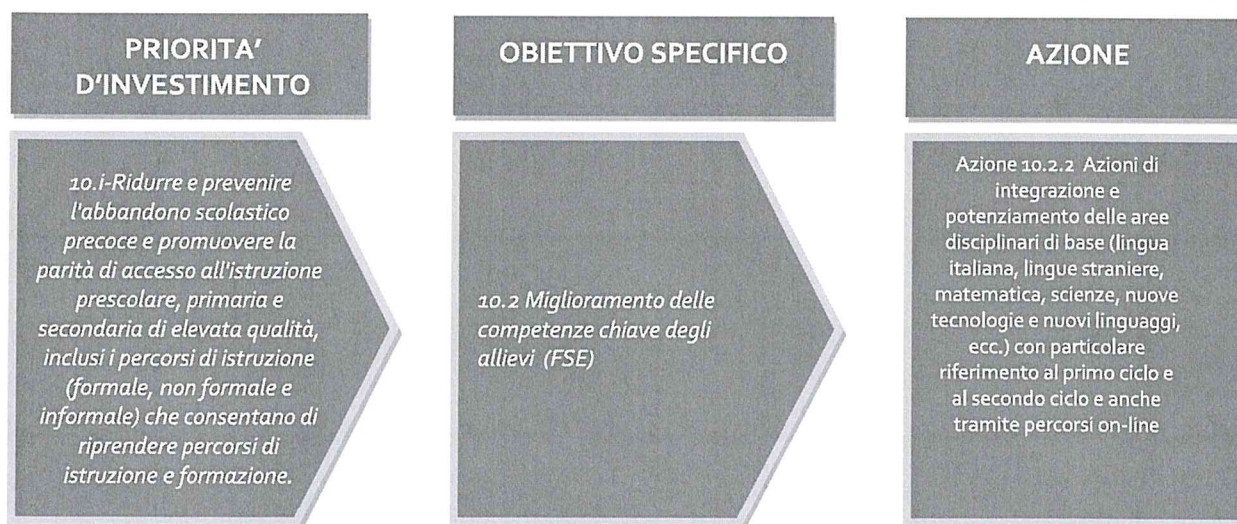 PRIORITA'
D'INVESTIMENTO
10.i-Ridurre e prevenire
l'abbandono scolastico
precoce e promuovere la
parità di accesso all'istruzione
prescolare, primaria e
secondaria di elevata qualità,
inclusi i percorsi di istruzione
(formale, non formale e
informale) che consentano di
riprendere percorsi di
istruzione e formazione.
OBIETTIVO SPECIFICO
10.2 Miglioramento delle
competenze chiave degli
allievi (FSE)
AZIONE
Azione 10.2.2 Azioni di
integrazione e
potenziamento delle aree
disciplinari di base (lingua
italiana, lingue straniere,
matematica, scienze, nuove
tecnologie e nuovi linguaggi,
ecc.) con particolare
riferimento al primo ciclo e
al secondo ciclo e anche
tramite percorsi on-line